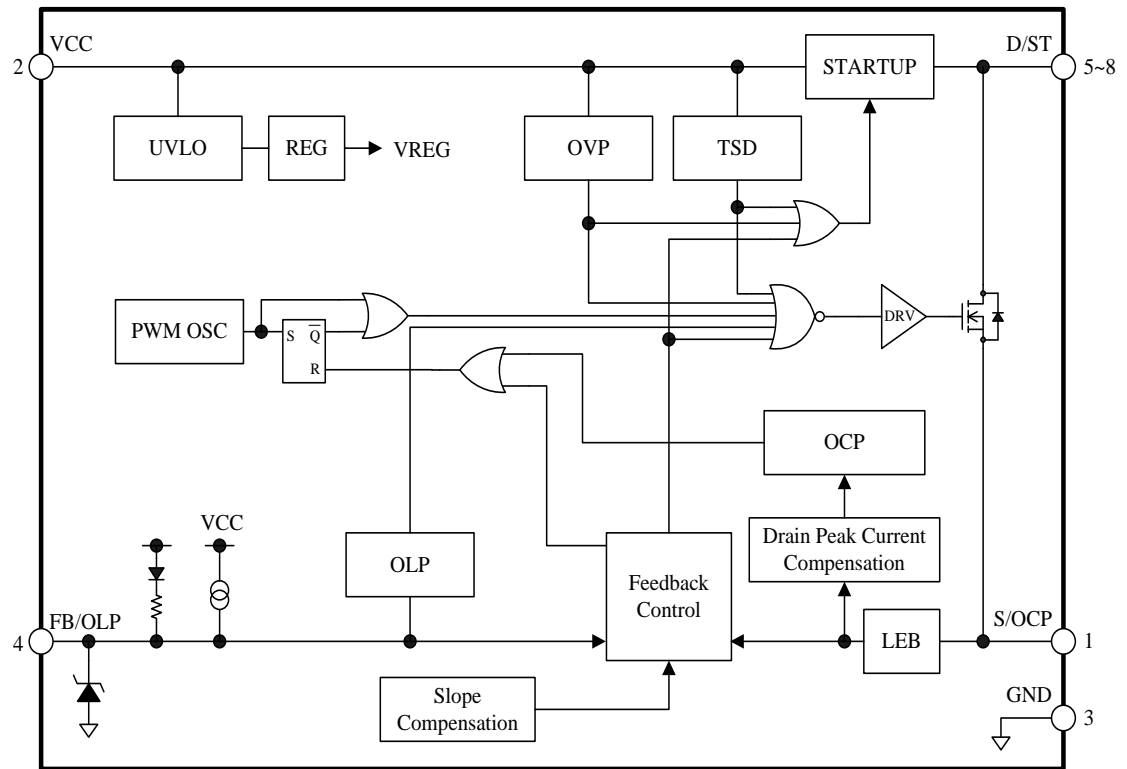 VCC
D/ST
2
STARTUP
5~8
UVLO
REG
VREG
OVP
TSD
PWM OSC
S
Q̅
R
DRV
OCP
VCC
OLP
Feedback
Control
Drain Peak Current
Compensation
FB/OLP
S/OCP
4
LEB
1
Slope
Compensation
GND
3